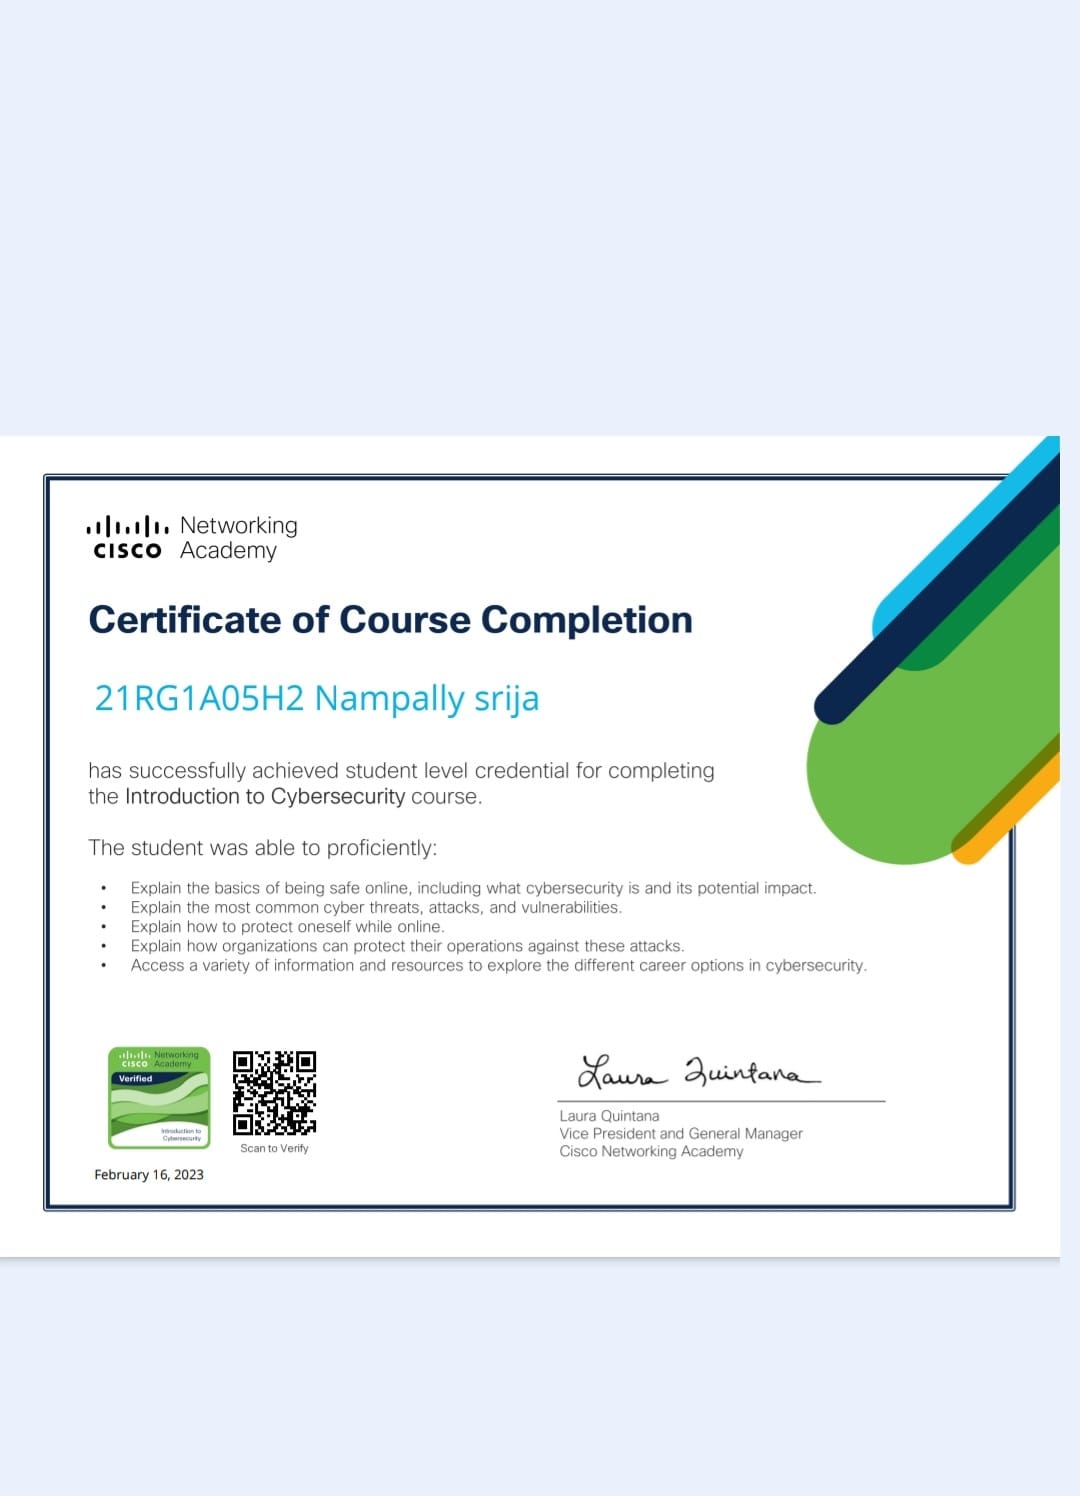 Networking
CISCO Academy
Certificate of Course Completion
21RG1A05H2 Nampally srija
has successfully achieved student level credential for completing
the Introduction to Cybersecurity course.
The student was able to proficiently:
• Explain the basics of being safe online, including what cybersecurity is and its potential impact.
• Explain the most common cyber threats, attacks, and vulnerabilities.
• Explain how to protect oneself while online.
• Explain how organizations can protect their operations against these attacks.
• Access a variety of information and resources to explore the different career options in cybersecurity.
Networking
CISCO Academy
Verified
Introduction to
Cybersecurity
Scan to Verify
February 16, 2023
Laura Quintana
Laura Quintana
Vice President and General Manager
Cisco Networking Academy